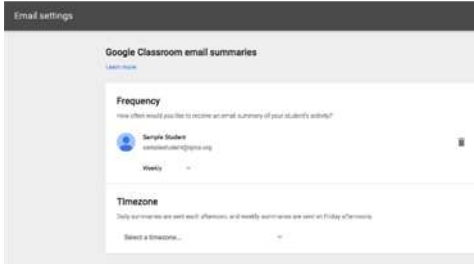 Email settings
Google Classroom email summaries
Learn more
Frequency
How often would you like to receive an email summary of your student's activity?
Sample Student
Weekly
Timezone
Daily summaries are sent each afternoon, and weekly summaries are sent on Friday afternoons.
Select a timezone...